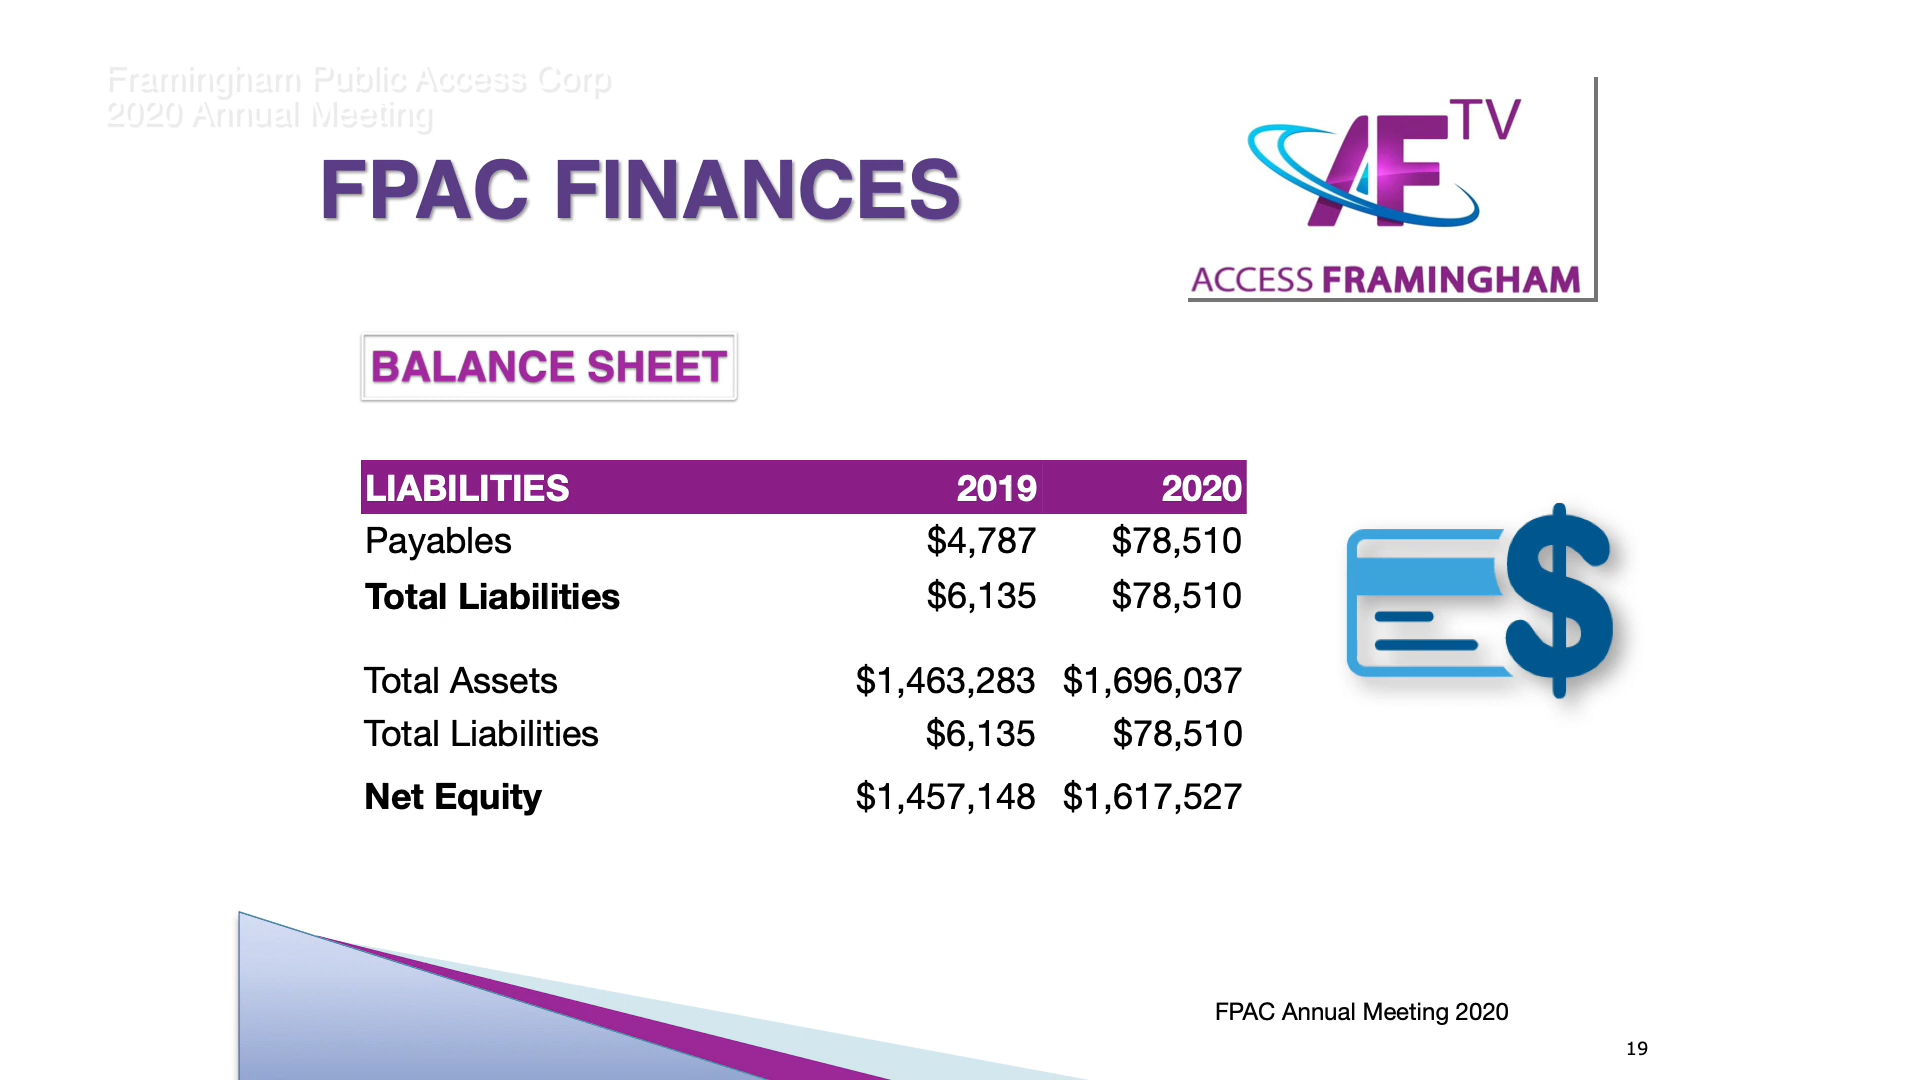 Framingham Public Access Corp
2020 Annual Meeting
FPAC FINANCES
AF TV
ACCESS FRAMINGHAM
BALANCE SHEET
LIABILITIES 2019 2020
Payables $4,787 $78,510
Total Liabilities $6,135 $78,510
Total Assets $1,463,283 $1,696,037
Total Liabilities $6,135 $78,510
Net Equity $1,457,148 $1,617,527
$
FPAC Annual Meeting 2020
19